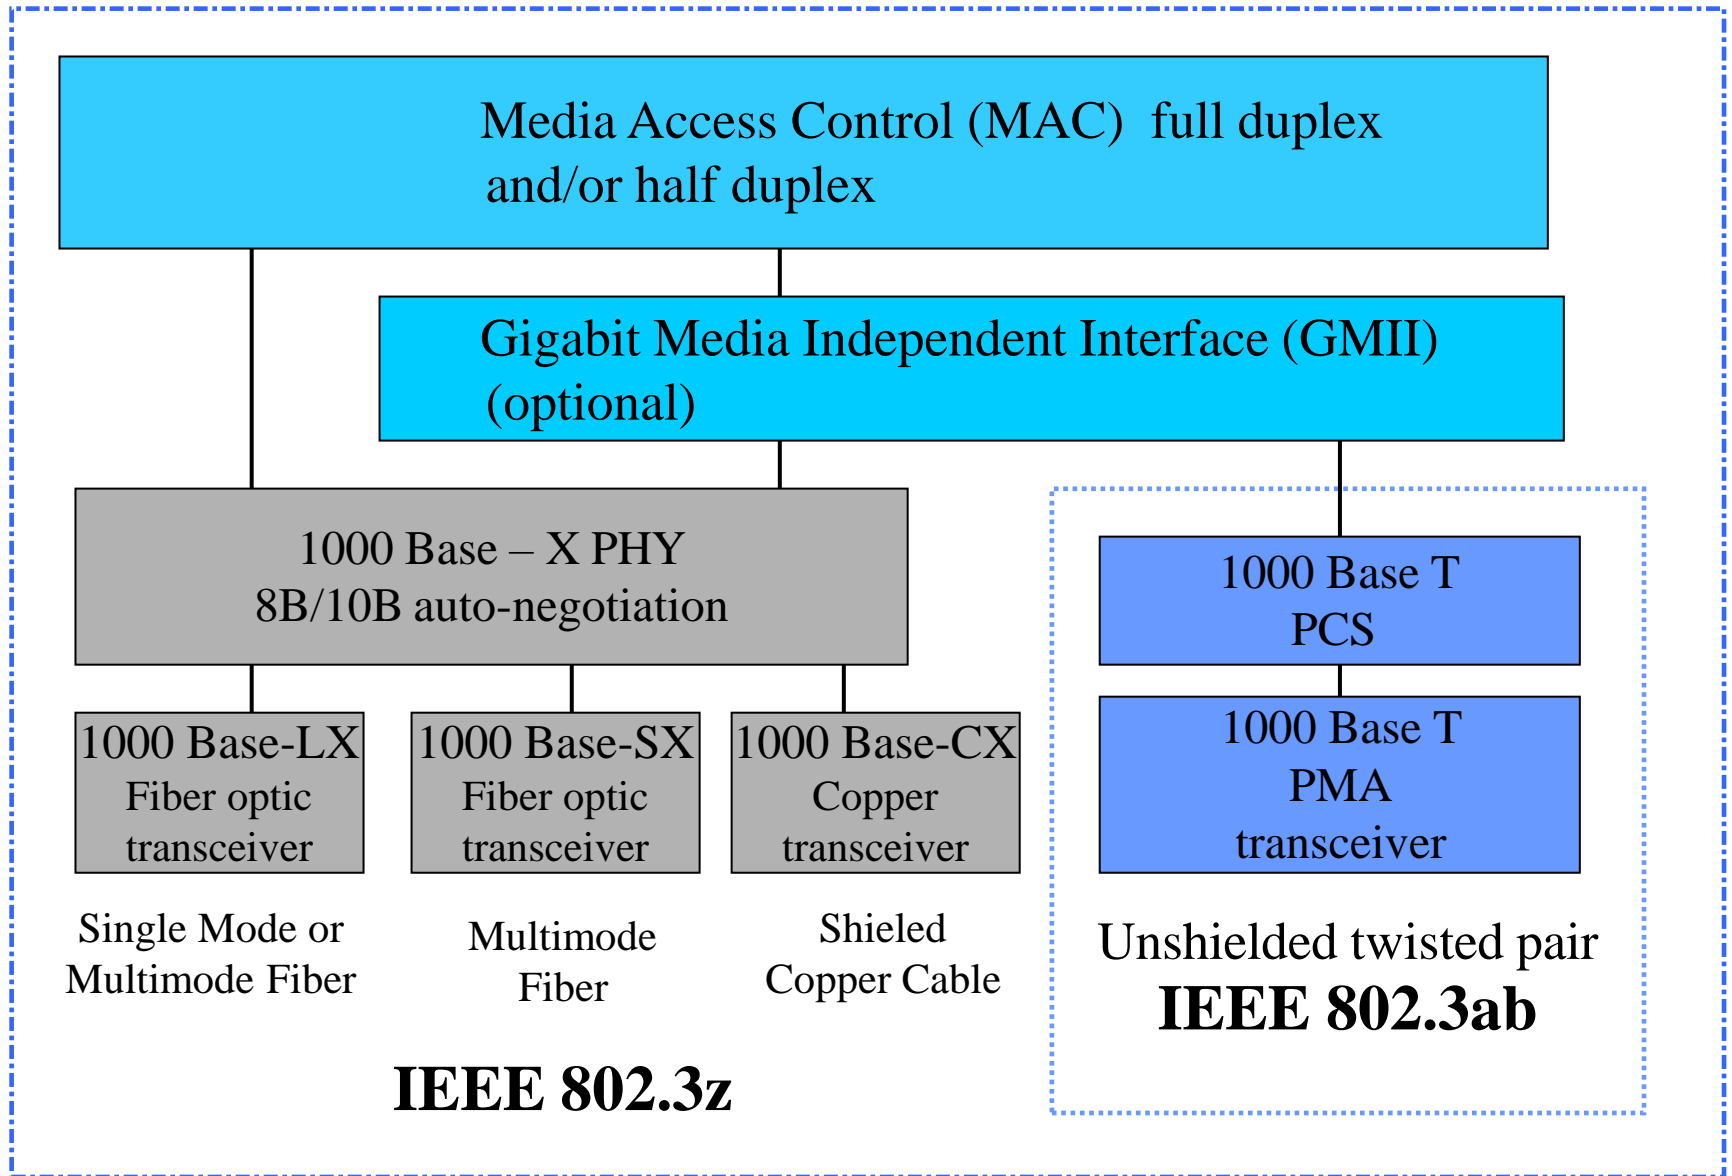 Media Access Control (MAC) full duplex
and/or half duplex
Gigabit Media Independent Interface (GMII)
(optional)
1000 Base – X PHY
8B/10B auto-negotiation
1000 Base T
PCS
1000 Base-LX
Fiber optic
transceiver
1000 Base-SX
Fiber optic
transceiver
1000 Base-CX
Copper
transceiver
1000 Base T
PMA
transceiver
Single Mode or
Multimode Fiber
Multimode
Fiber
Shieled
Copper Cable
Unshielded twisted pair
IEEE 802.3ab
IEEE 802.3z